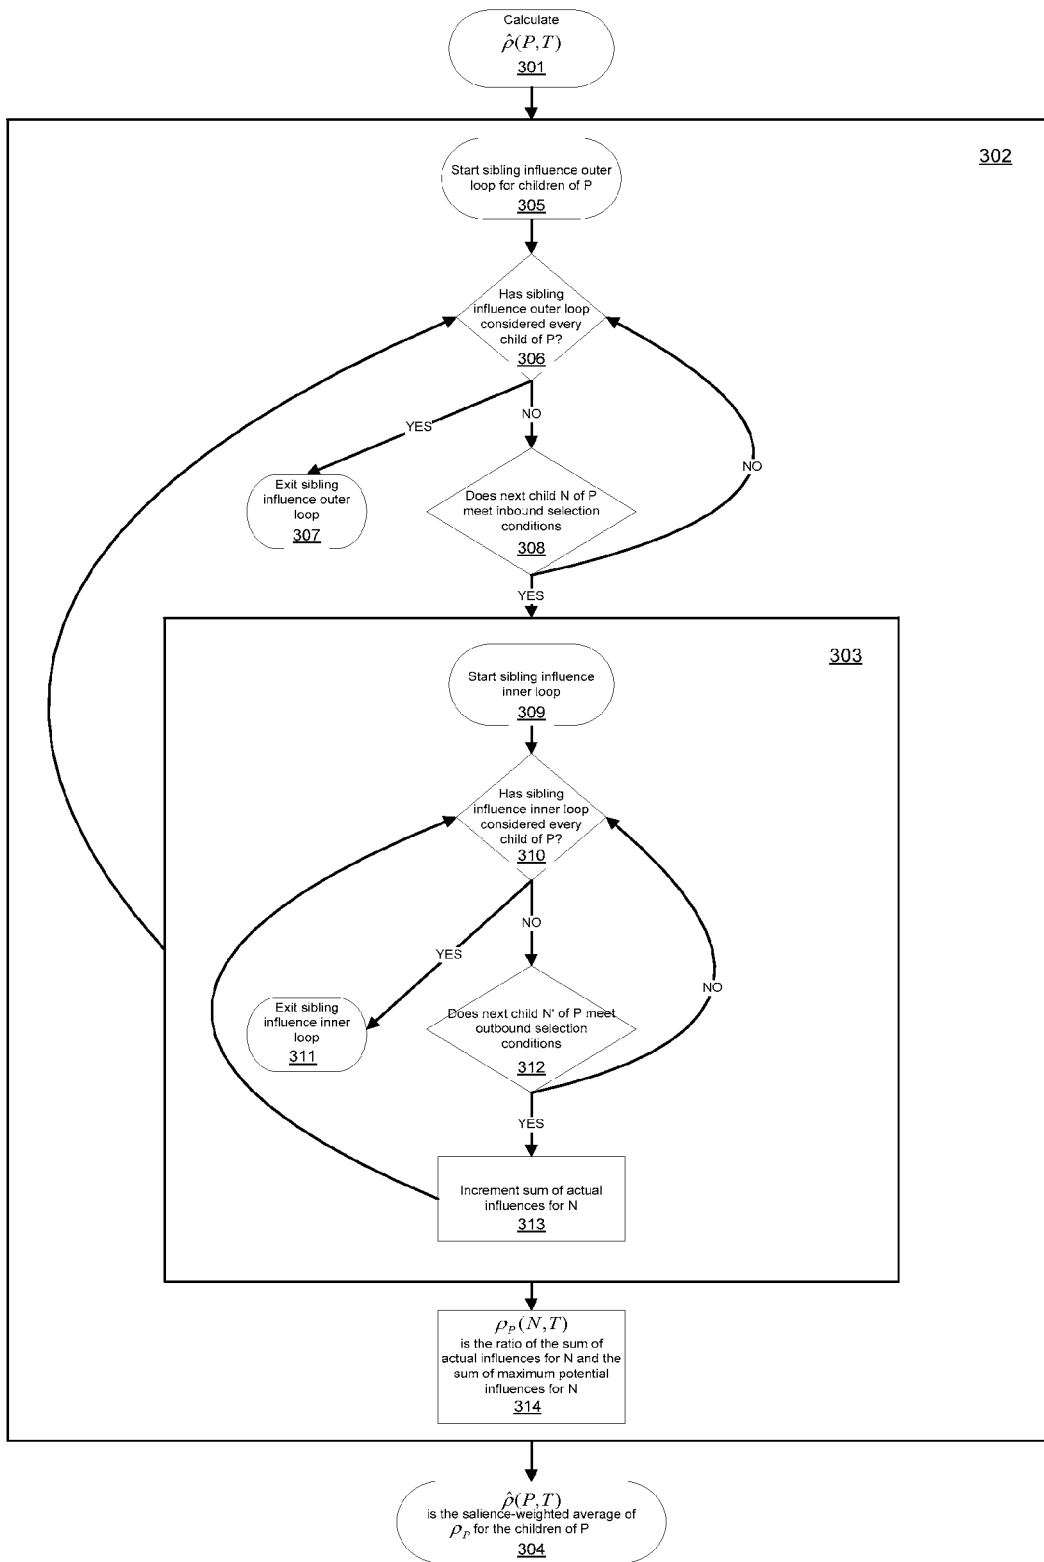 Calculate
ρ̂(P,T)
301
302
Start sibling influence outer
loop for children of P
305
Has sibling
influence outer loop
considered every
child of P?
306
YES
NO
NO
Exit sibling
influence outer
loop
307
Does next child N of P
meet inbound selection
conditions
308
YES
303
Start sibling influence
inner loop
309
Has sibling
influence inner loop
considered every
child of P?
310
NO
YES
NO
Exit sibling
influence inner
loop
311
Does next child N' of P meet
outbound selection
conditions
312
YES
Increment sum of actual
influences for N
313
ρ_P(N,T)
is the ratio of the sum of
actual influences for N and the
sum of maximum potential
influences for N
314
ρ̂(P,T)
is the salience-weighted average of
ρ_P for the children of P
304